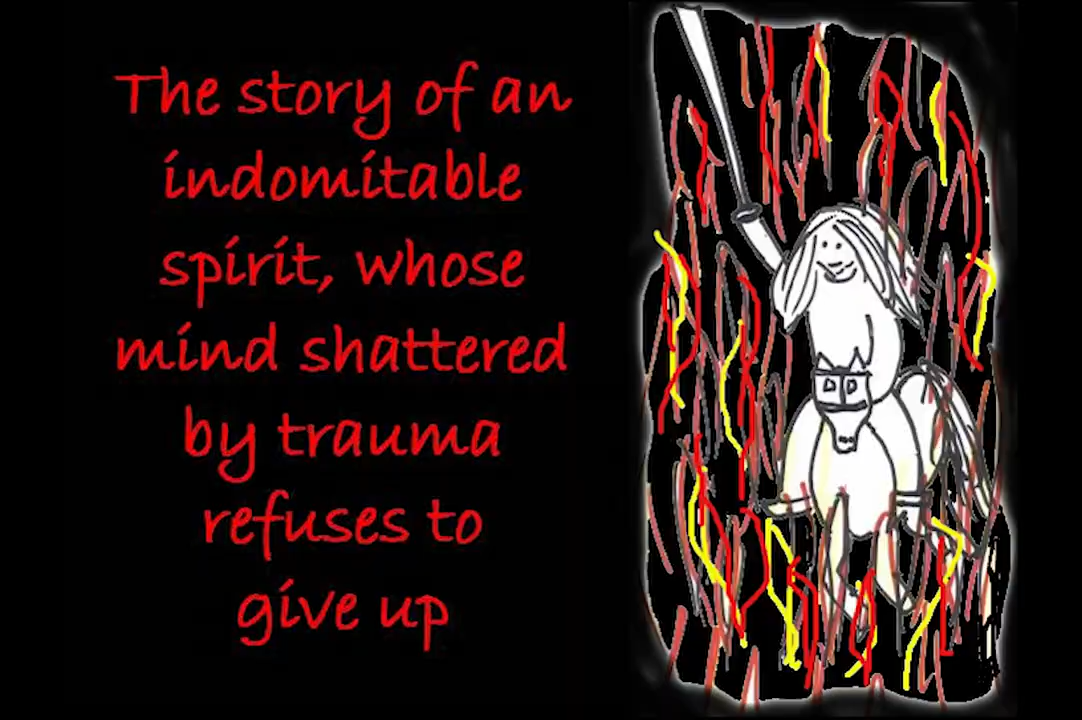 The story of an
indomitable
spirit, whose
mind shattered
by trauma
refuses to
give up